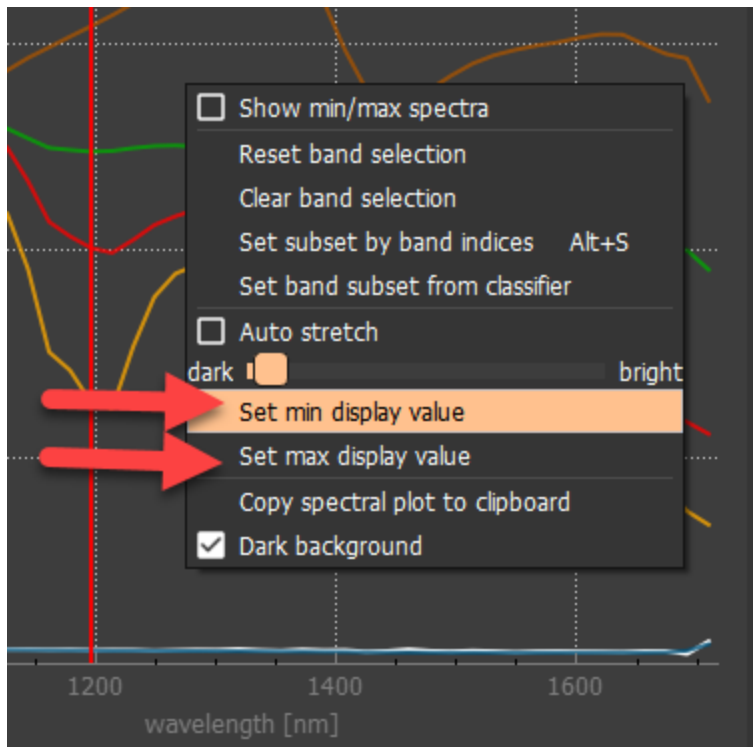 Show min/max spectra
Reset band selection
Clear band selection
Set subset by band indices Alt+S
Set band subset from classifier
Auto stretch
dark bright
Set min display value
Set max display value
Copy spectral plot to clipboard
Dark background
1200 1400 1600
wavelength [nm]